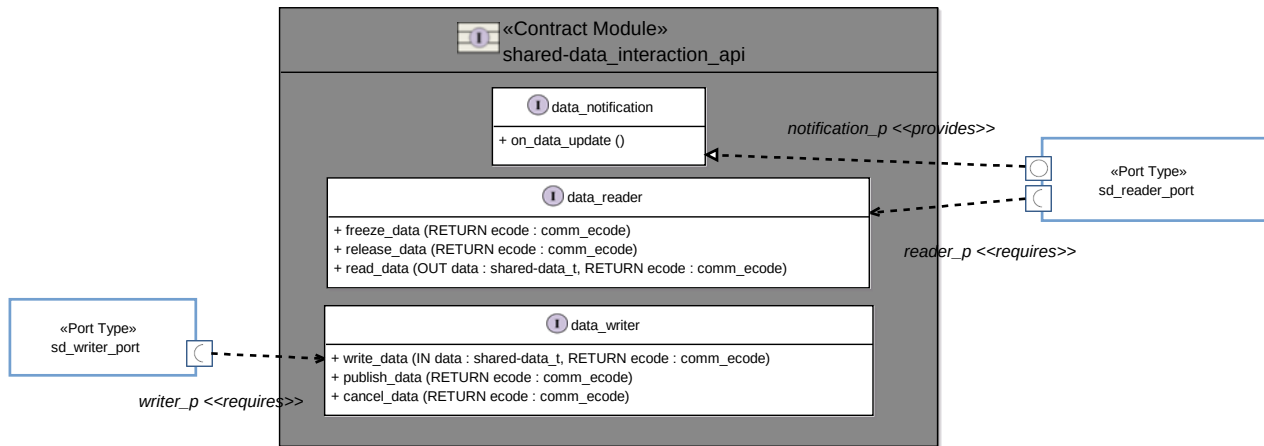 «Contract Module»
shared-data_interaction_api
I data_notification
+ on_data_update ()
notification_p <<provides>>
«Port Type»
sd_reader_port
I data_reader
+ freeze_data (RETURN ecode : comm_ecode)
+ release_data (RETURN ecode : comm_ecode)
+ read_data (OUT data : shared-data_t, RETURN ecode : comm_ecode)
reader_p <<requires>>
«Port Type»
sd_writer_port
I data_writer
+ write_data (IN data : shared-data_t, RETURN ecode : comm_ecode)
+ publish_data (RETURN ecode : comm_ecode)
+ cancel_data (RETURN ecode : comm_ecode)
writer_p <<requires>>